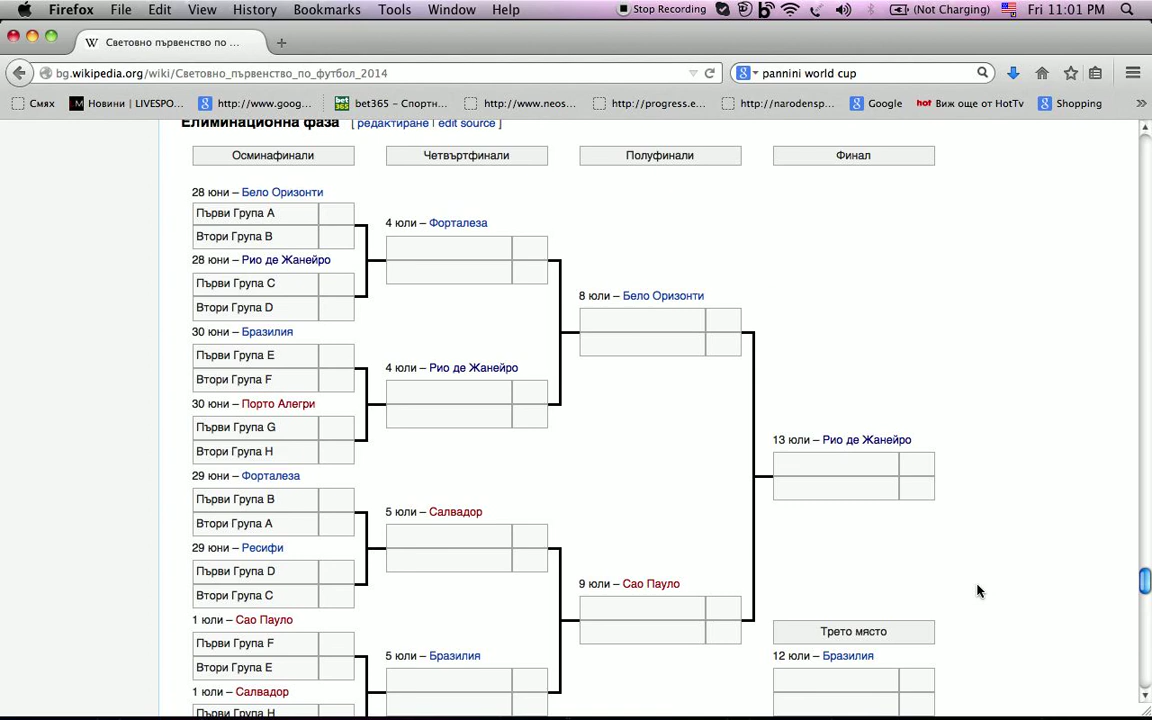 Firefox File Edit View History Bookmarks Tools Window Help Stop Recording (Not Charging) Fri 11:01 PM
Световно първенство по ...
bg.wikipedia.org/wiki/Световно_първенство_по_футбол_2014 pannini world cup
Смях Новини | LIVESPO... http://www.goog... bet365 – Спортн... http://www.neos... http://progress.e... http://narodensp... Google Виж още от HotTv Shopping »
Елиминационна фаза [ редактиране | edit source ]
Осминафинали Четвъртфинали Полуфинали Финал
28 юни – Бело Оризонти
Първи Група A
4 юли – Форталеза
Втори Група B
28 юни – Рио де Жанейро
Първи Група C
8 юли – Бело Оризонти
Втори Група D
30 юни – Бразилия
Първи Група E
4 юли – Рио де Жанейро
Втори Група F
30 юни – Порто Алегри
Първи Група G
13 юли – Рио де Жанейро
Втори Група H
29 юни – Форталеза
Първи Група B
5 юли – Салвадор
Втори Група A
29 юни – Ресифи
Първи Група D
9 юли – Сао Пауло
Втори Група C
1 юли – Сао Пауло
Трето място
Първи Група F
5 юли – Бразилия
12 юли – Бразилия
Втори Група E
1 юли – Салвадор
Първи Група H